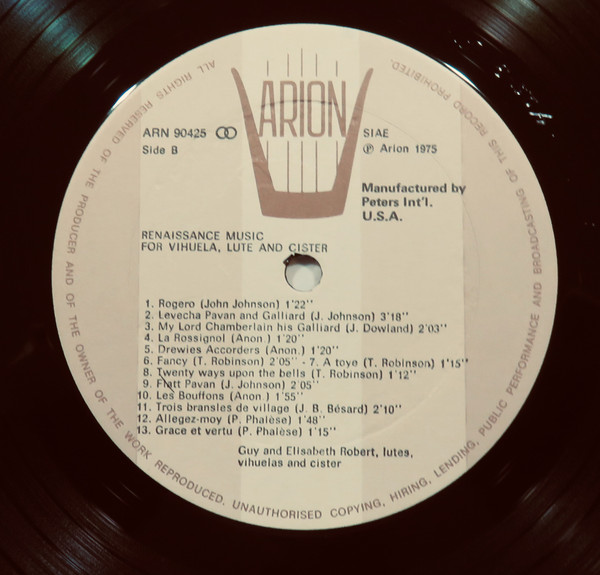 ARION
ARN 90425
SIAE
Side B
℗ Arion 1975
Manufactured by
Peters Int'l.
U.S.A.
RENAISSANCE MUSIC
FOR VIHUELA, LUTE AND CISTER
1. Rogero (John Johnson) 1'22''
2. Levecha Pavan and Galliard (J. Johnson) 3'18''
3. My Lord Chamberlain his Galliard (J. Dowland) 2'03''
4. La Rossignol (Anon.) 1'20''
5. Drewies Accorders (Anon.) 1'20''
6. Fancy (T. Robinson) 2'05'' - 7. A toye (T. Robinson) 1'15''
8. Twenty ways upon the bells (T. Robinson) 1'12''
9. Flatt Pavan (J. Johnson) 2'05''
10. Les Bouffons (Anon.) 1'55''
11. Trois bransles de village (J. B. Bésard) 2'10''
12. Allegez-moy (P. Phalèse) 1'48''
13. Grace et vertu (P. Phalèse) 1'15''
Guy and Elisabeth Robert, lutes,
vihuelas and cister
ALL RIGHTS RESERVED OF THE PRODUCER AND OF THE OWNER OF THE WORK REPRODUCED. UNAUTHORISED COPYING, HIRING, LENDING, PUBLIC PERFORMANCE AND BROADCASTING OF THIS RECORD PROHIBITED.